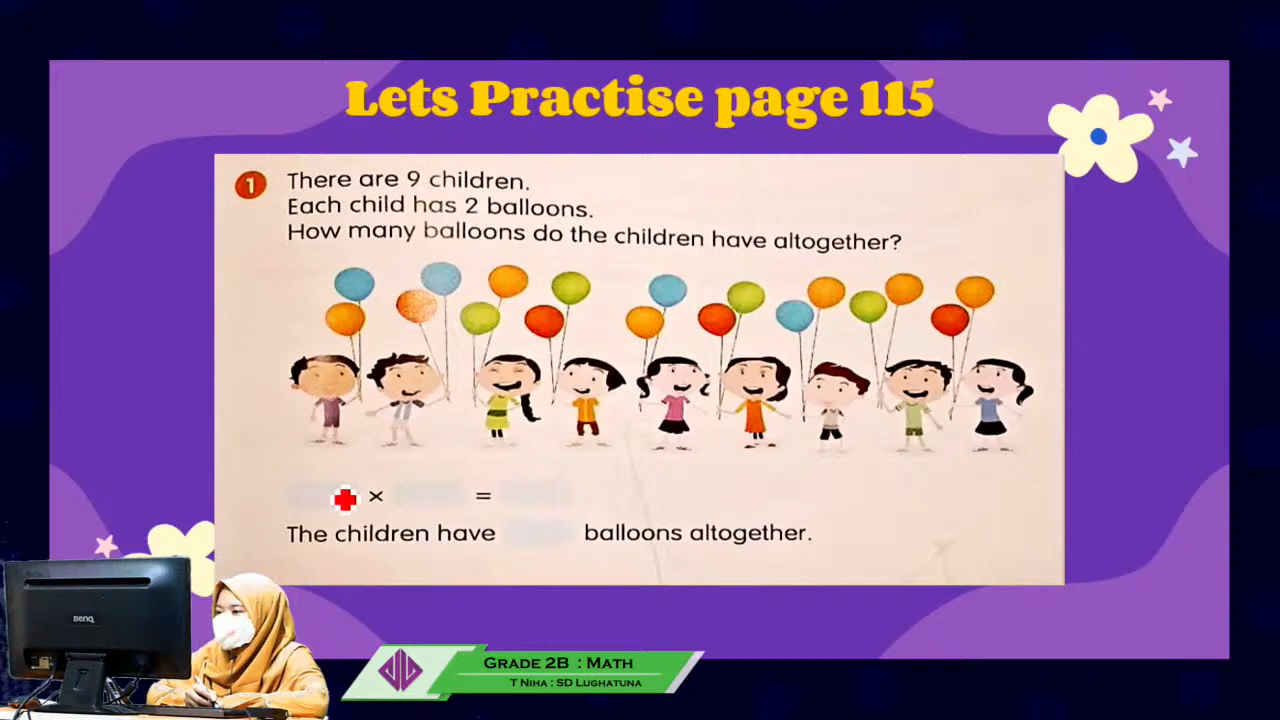 Lets Practise page 115
1 There are 9 children.
Each child has 2 balloons.
How many balloons do the children have altogether?
× =
The children have balloons altogether.
BenQ
Grade 2B : Math
T Niha : SD Lughatuna